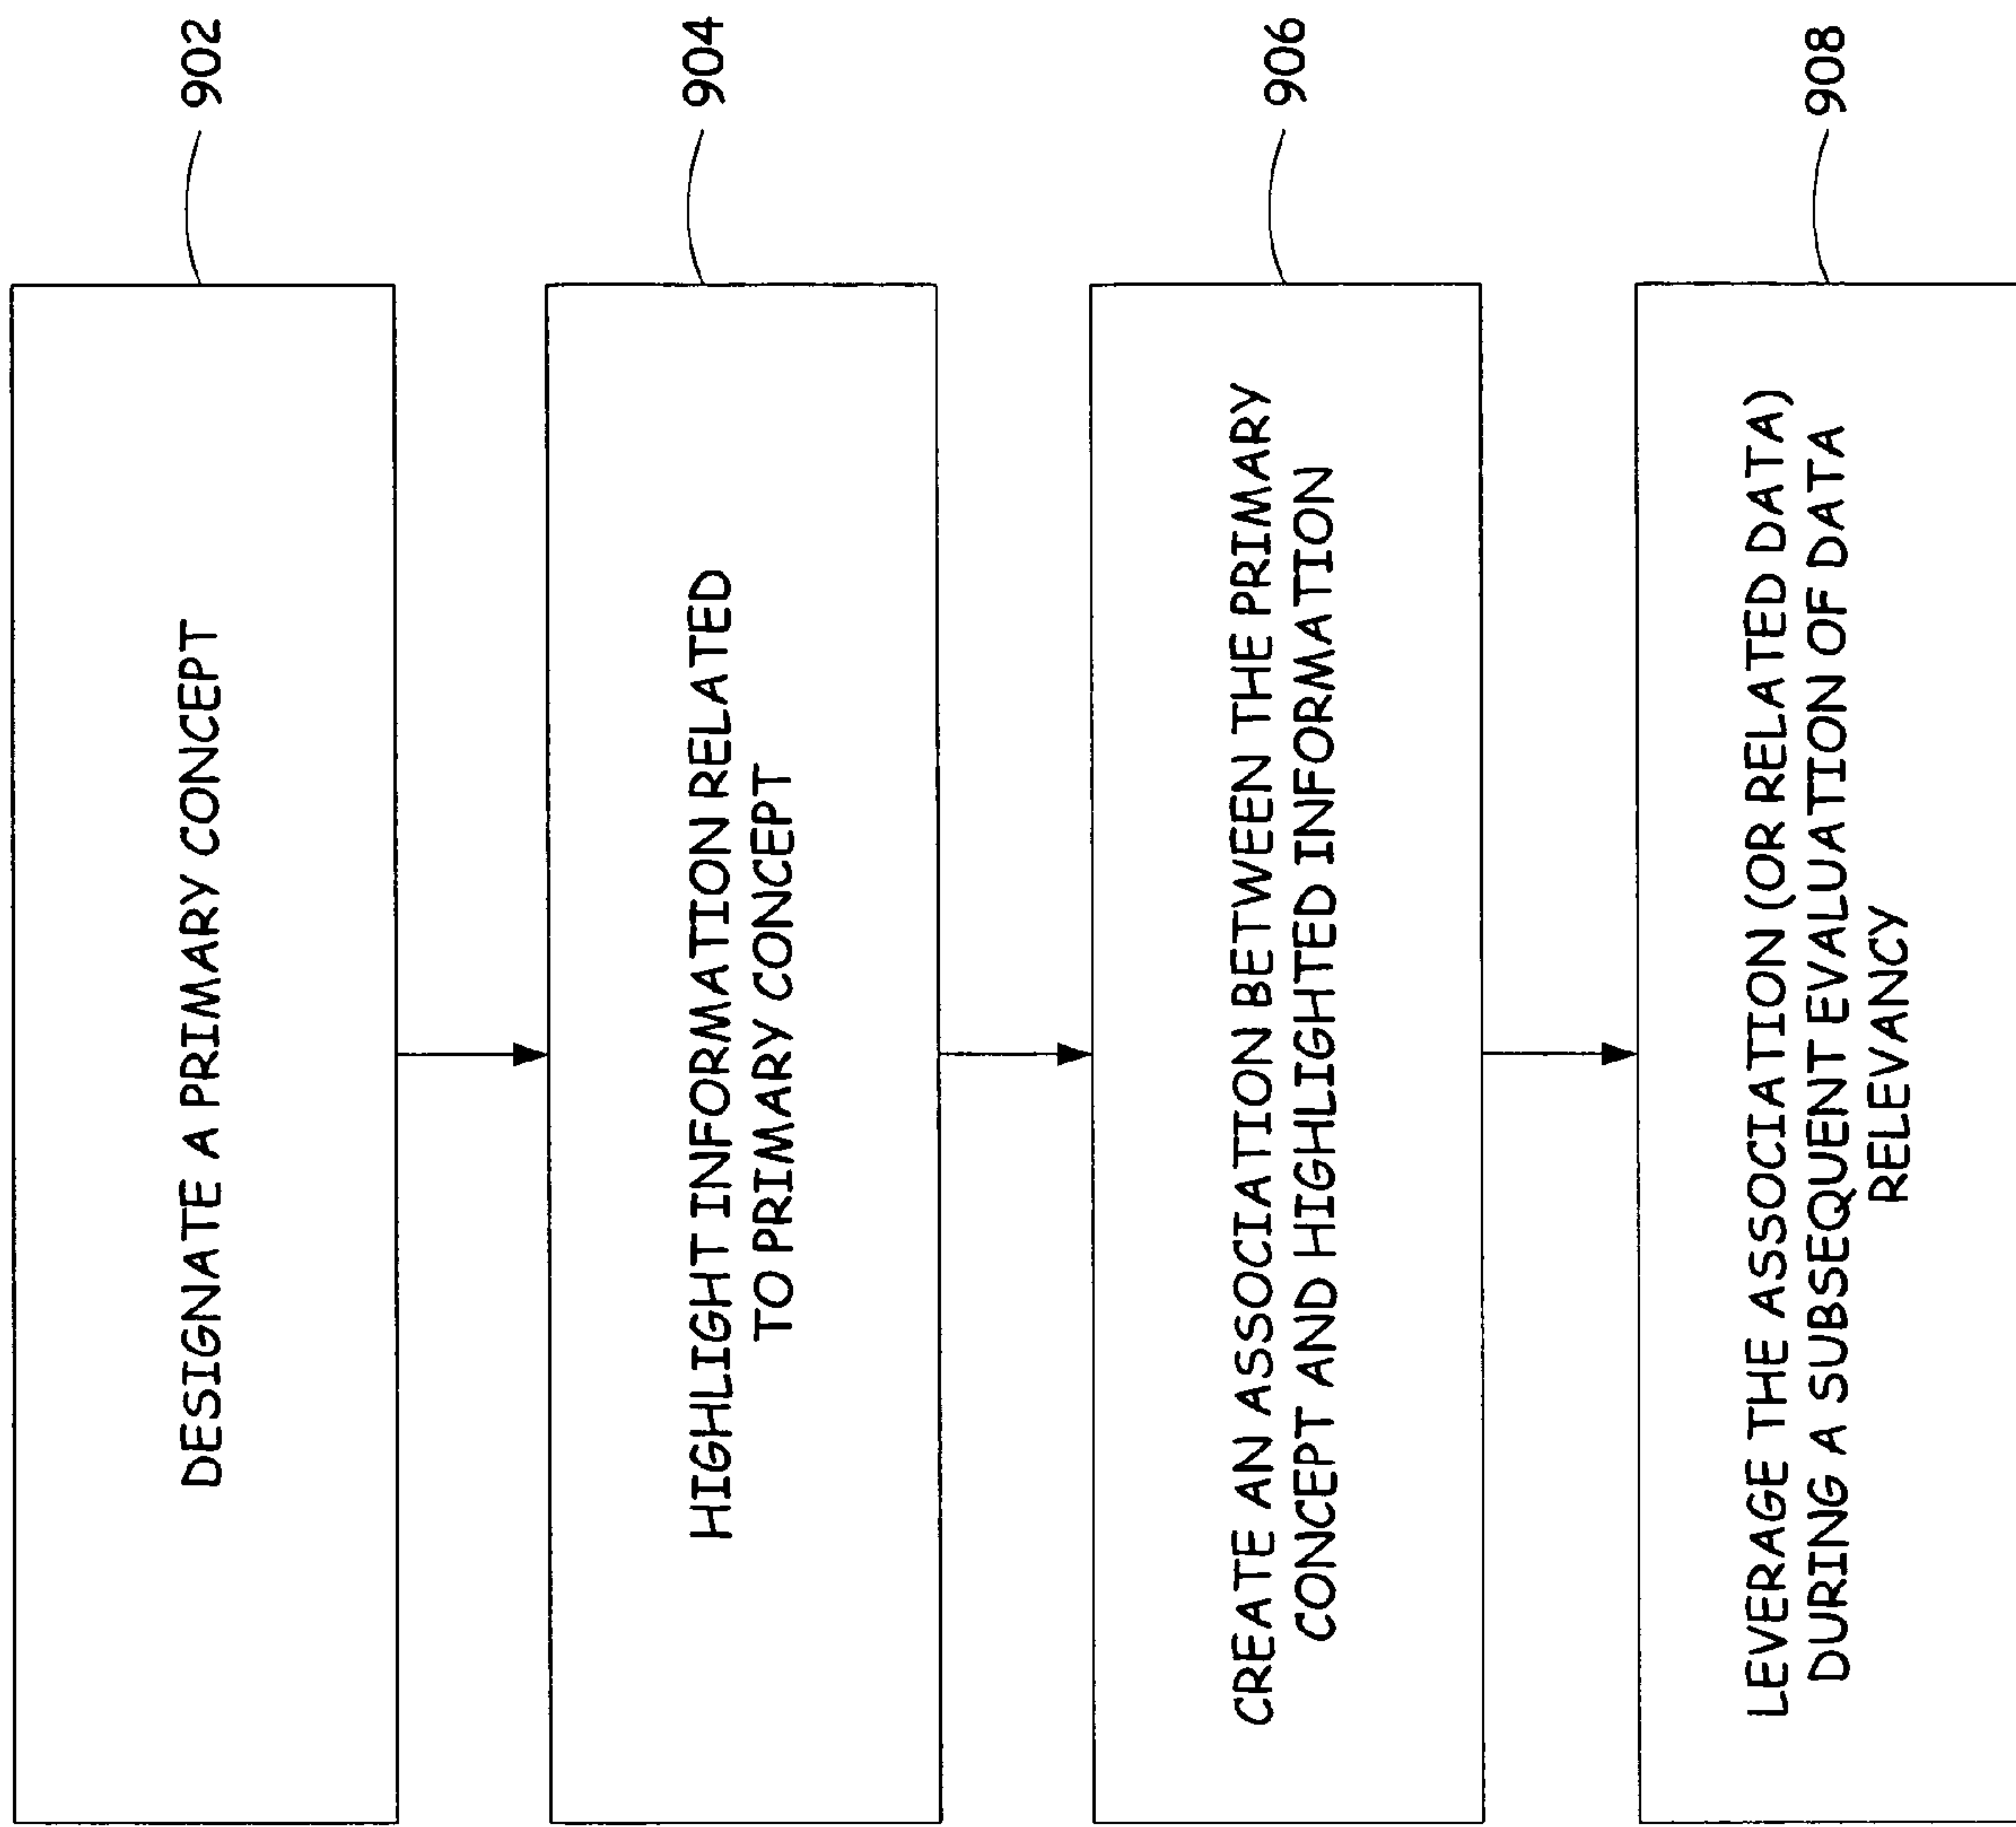 DESIGNATE A PRIMARY CONCEPT
902
HIGHLIGHT INFORMATION RELATED
TO PRIMARY CONCEPT
904
CREATE AN ASSOCIATION BETWEEN THE PRIMARY
CONCEPT AND HIGHLIGHTED INFORMATION
906
LEVERAGE THE ASSOCIATION (OR RELATED DATA)
DURING A SUBSEQUENT EVALUATION OF DATA
RELEVANCY
908